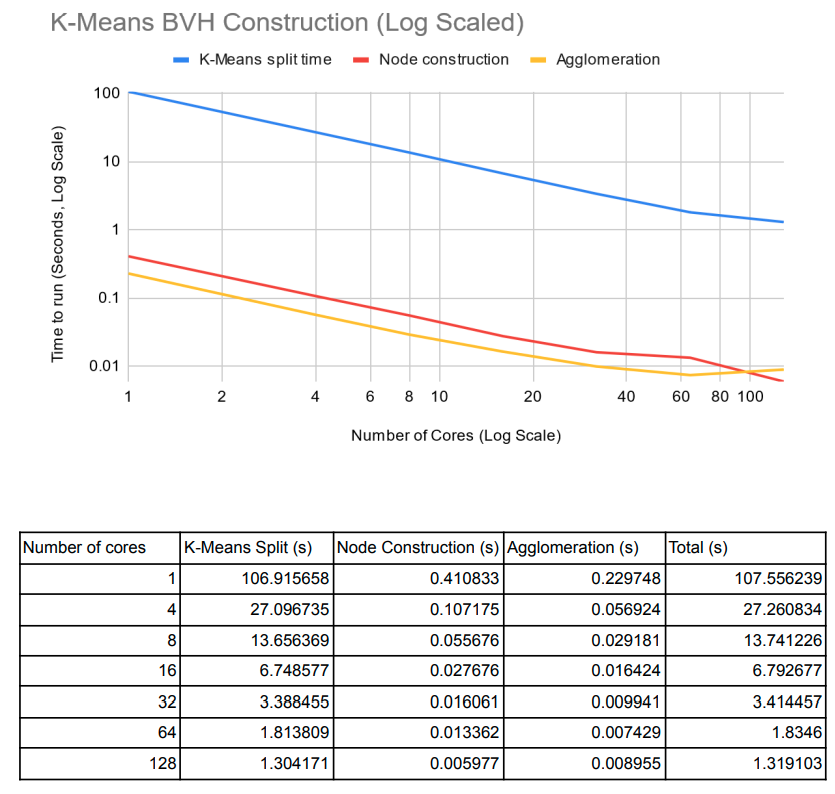 K-Means BVH Construction (Log Scaled)
K-Means split time Node construction Agglomeration
Time to run (Seconds, Log Scale)
100
10
1
0.1
0.01
1 2 4 6 8 10 20 40 60 80 100
Number of Cores (Log Scale)
Number of cores K-Means Split (s) Node Construction (s) Agglomeration (s) Total (s)
1 106.915658 0.410833 0.229748 107.556239
4 27.096735 0.107175 0.056924 27.260834
8 13.656369 0.055676 0.029181 13.741226
16 6.748577 0.027676 0.016424 6.792677
32 3.388455 0.016061 0.009941 3.414457
64 1.813809 0.013362 0.007429 1.8346
128 1.304171 0.005977 0.008955 1.319103